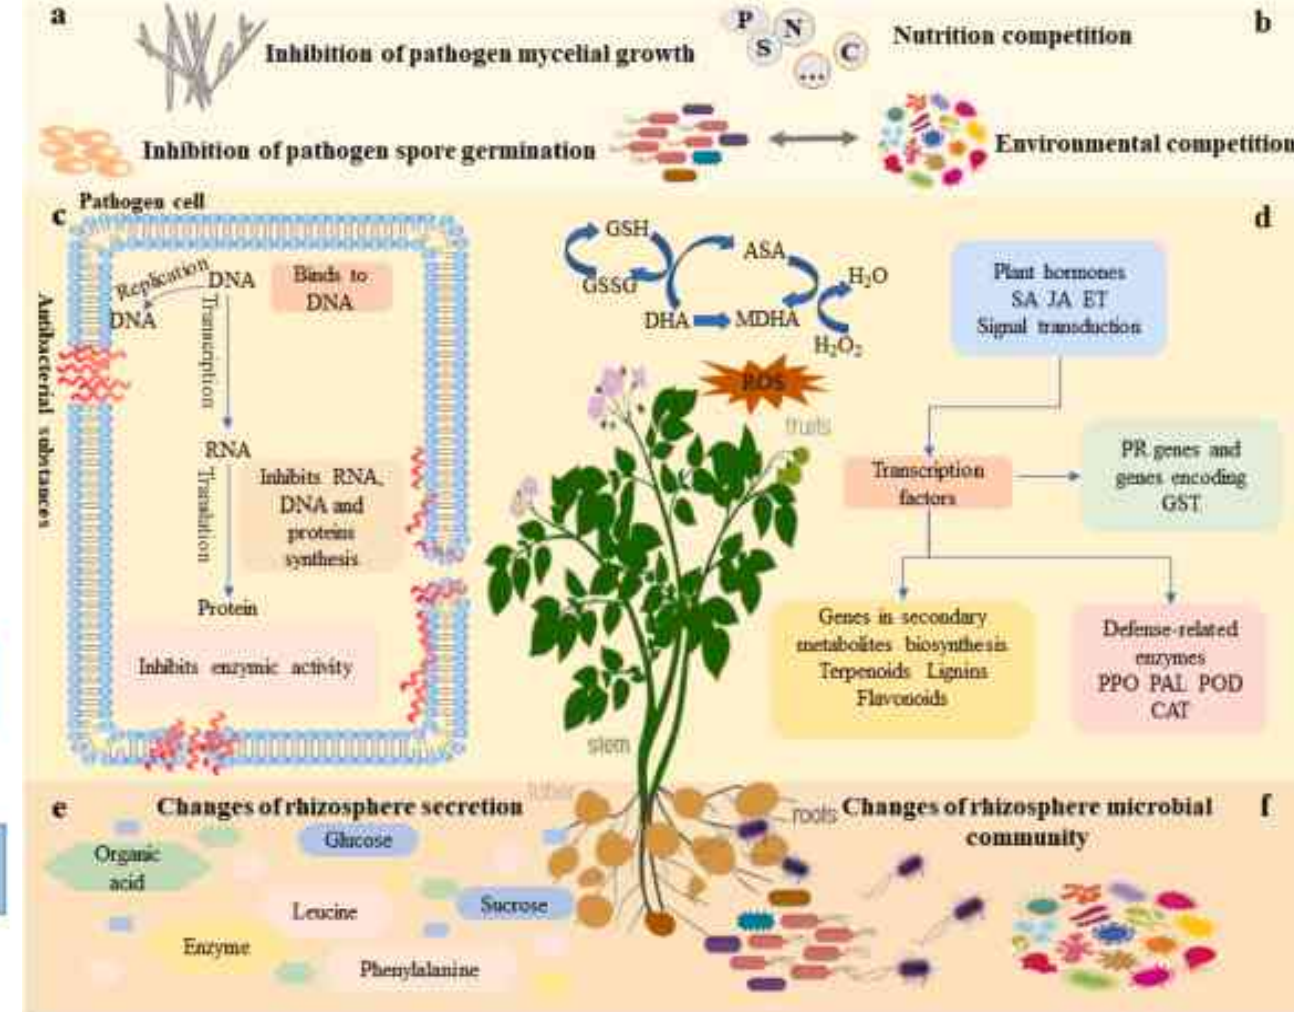 a
Inhibition of pathogen mycelial growth
Inhibition of pathogen spore germination
P
N
S
C
...
Nutrition competition
b
Environmental competition
c
Pathogen cell
Antibacterial substances
Replication
DNA
DNA
Binds to
DNA
Transcription
RNA
Translation
Inhibits RNA,
DNA and
proteins
synthesis
Protein
Inhibits enzymic activity
d
GSH
GSSG
ASA
DHA
MDHA
H₂O
H₂O₂
ROS
fruits
stem
tuber
roots
Plant hormones
SA JA ET
Signal transduction
Transcription
factors
PR genes and
genes encoding
GST
Genes in secondary
metabolites biosynthesis
Terpenoids Lignins
Flavonoids
Defense-related
enzymes
PPO PAL POD
CAT
e
Changes of rhizosphere secretion
Organic
acid
Glucose
Leucine
Sucrose
Enzyme
Phenylalanine
Changes of rhizosphere microbial
community
f